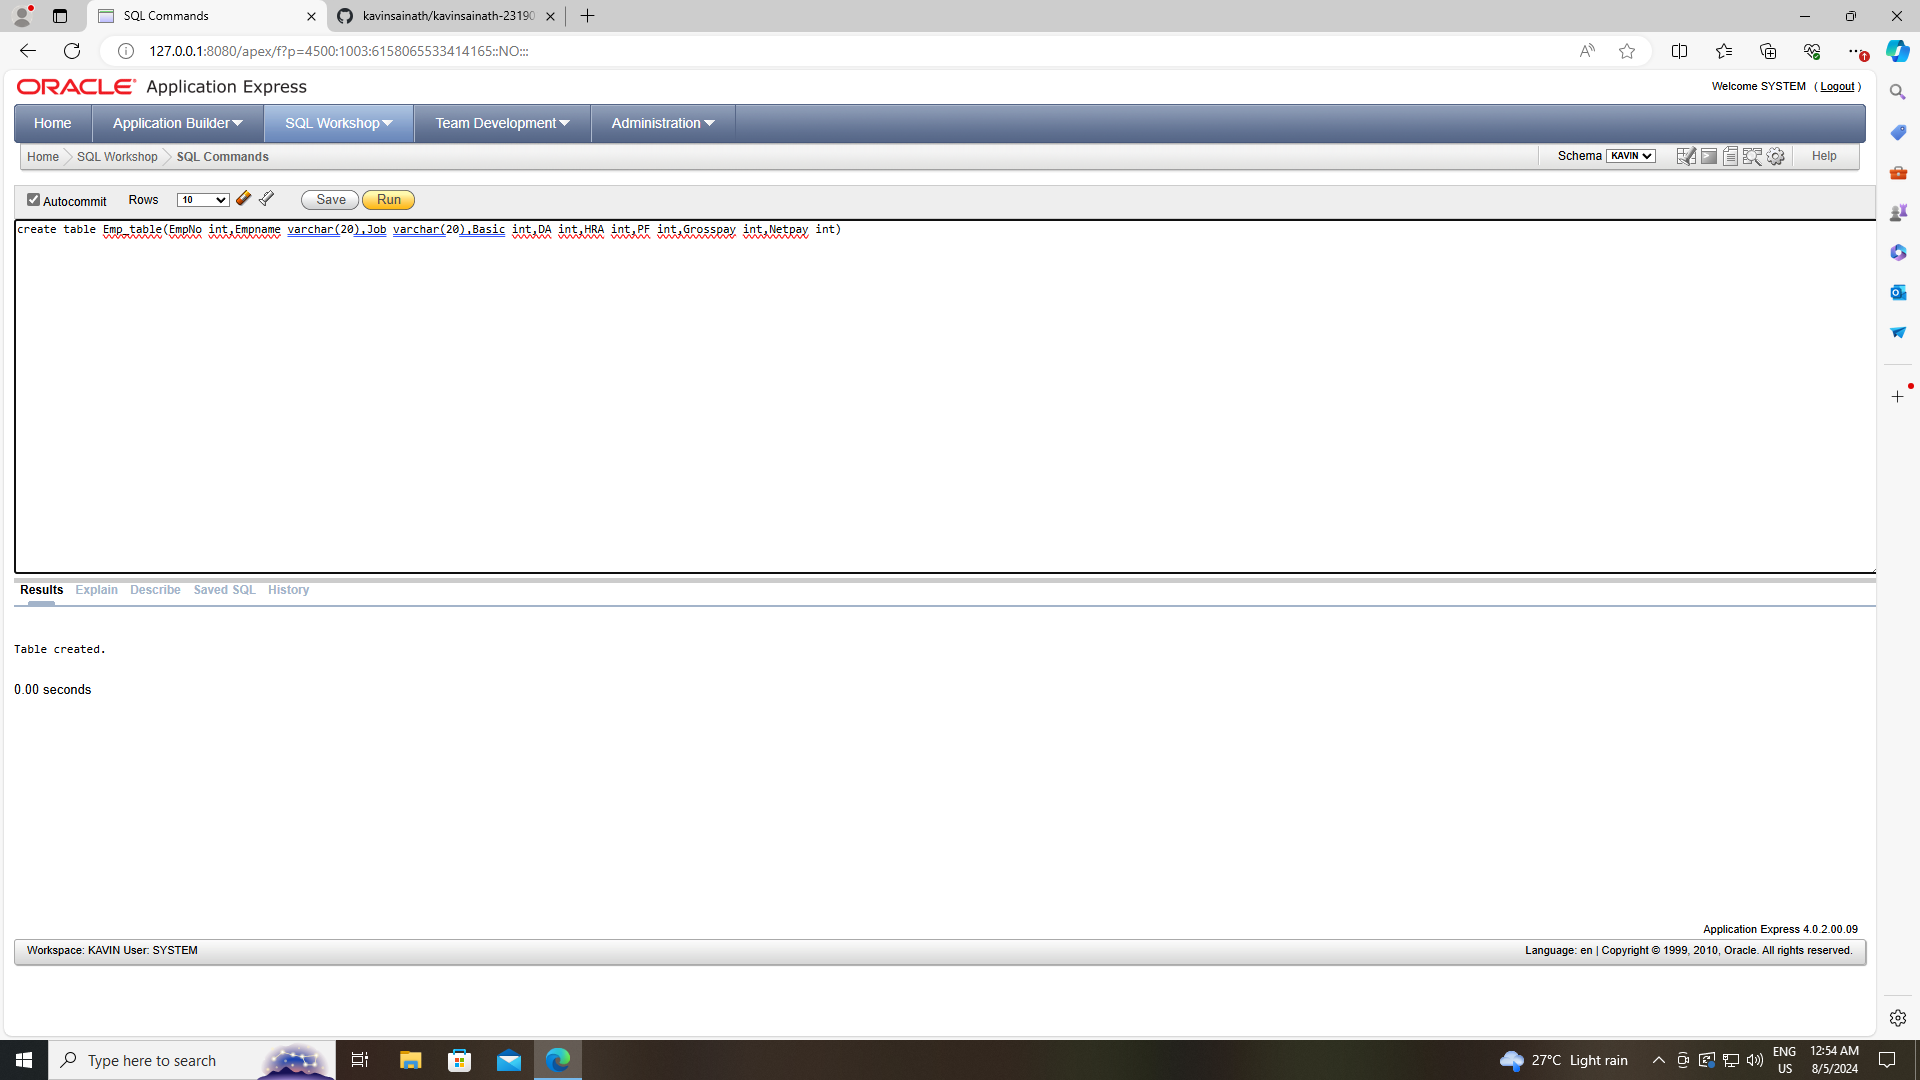 SQL Commands
kavinsainath/kavinsainath-23190
127.0.0.1:8080/apex/f?p=4500:1003:6158065533414165::NO:::
ORACLE Application Express
Welcome SYSTEM ( Logout )
Home Application Builder SQL Workshop Team Development Administration
Home SQL Workshop SQL Commands Schema KAVIN Help
Autocommit Rows 10 Save Run
create table Emp_table(EmpNo int,Empname varchar(20),Job varchar(20),Basic int,DA int,HRA int,PF int,Grosspay int,Netpay int)
Results Explain Describe Saved SQL History
Table created.
0.00 seconds
Application Express 4.0.2.00.09
Workspace: KAVIN User: SYSTEM Language: en | Copyright © 1999, 2010, Oracle. All rights reserved.
Type here to search
27°C Light rain
ENG
US
12:54 AM
8/5/2024